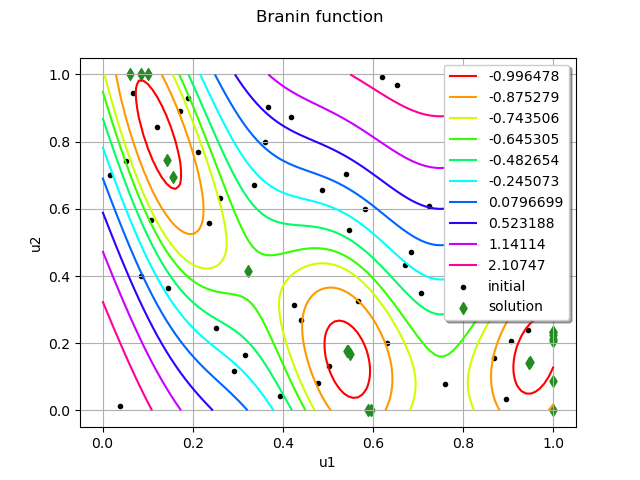 Branin function
-0.996478
-0.875279
-0.743506
-0.645305
-0.482654
-0.245073
0.0796699
0.523188
1.14114
2.10747
initial
solution
u2
1.0
0.8
0.6
0.4
0.2
0.0
0.0 0.2 0.4 0.6 0.8 1.0
u1